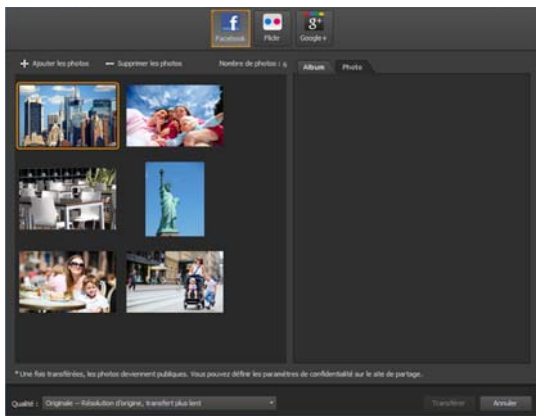 Facebook Flickr Google+
Ajouter les photos Supprimer les photos Nombre de photos : 6
Album Photo
* Une fois transférées, les photos deviennent publiques. Vous pouvez définir les paramètres de confidentialité sur le site de partage.
Qualité : Originale – Résolution d'origine, transfert plus lent
Transférer Annuler